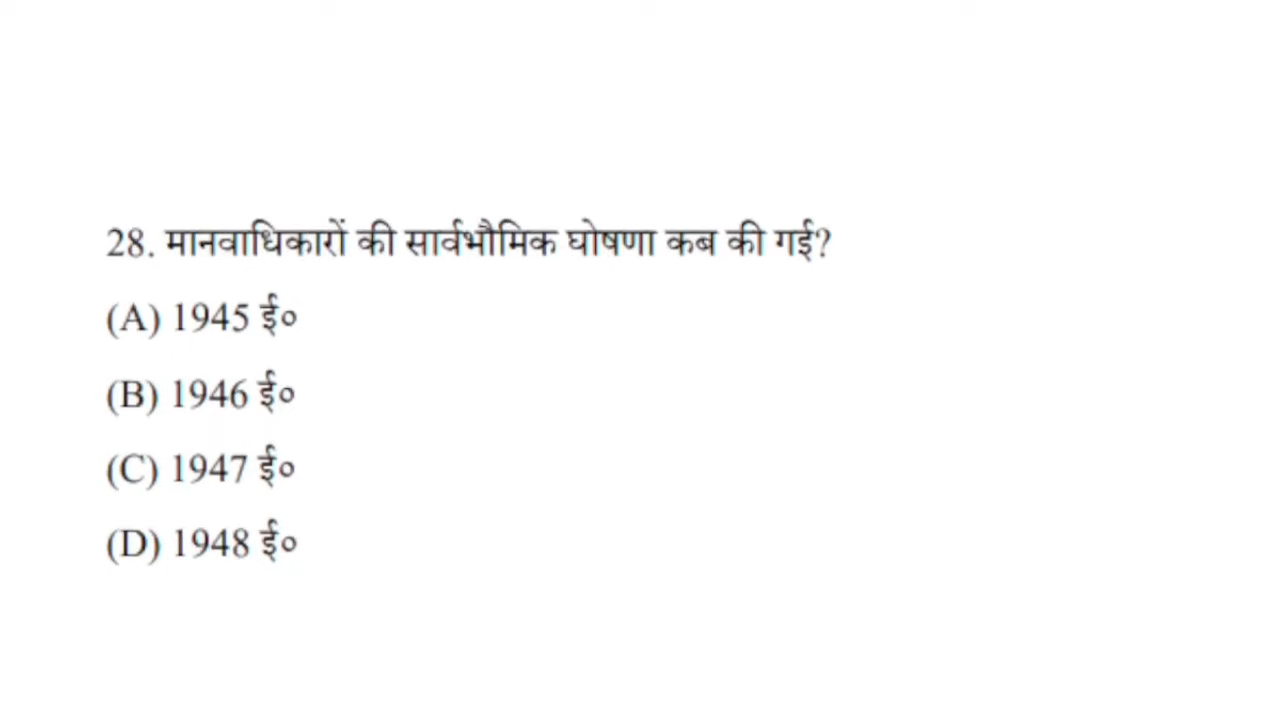 28. मानवाधिकारों की सार्वभौमिक घोषणा कब की गई?
(A) 1945 ई०
(B) 1946 ई०
(C) 1947 ई०
(D) 1948 ई०